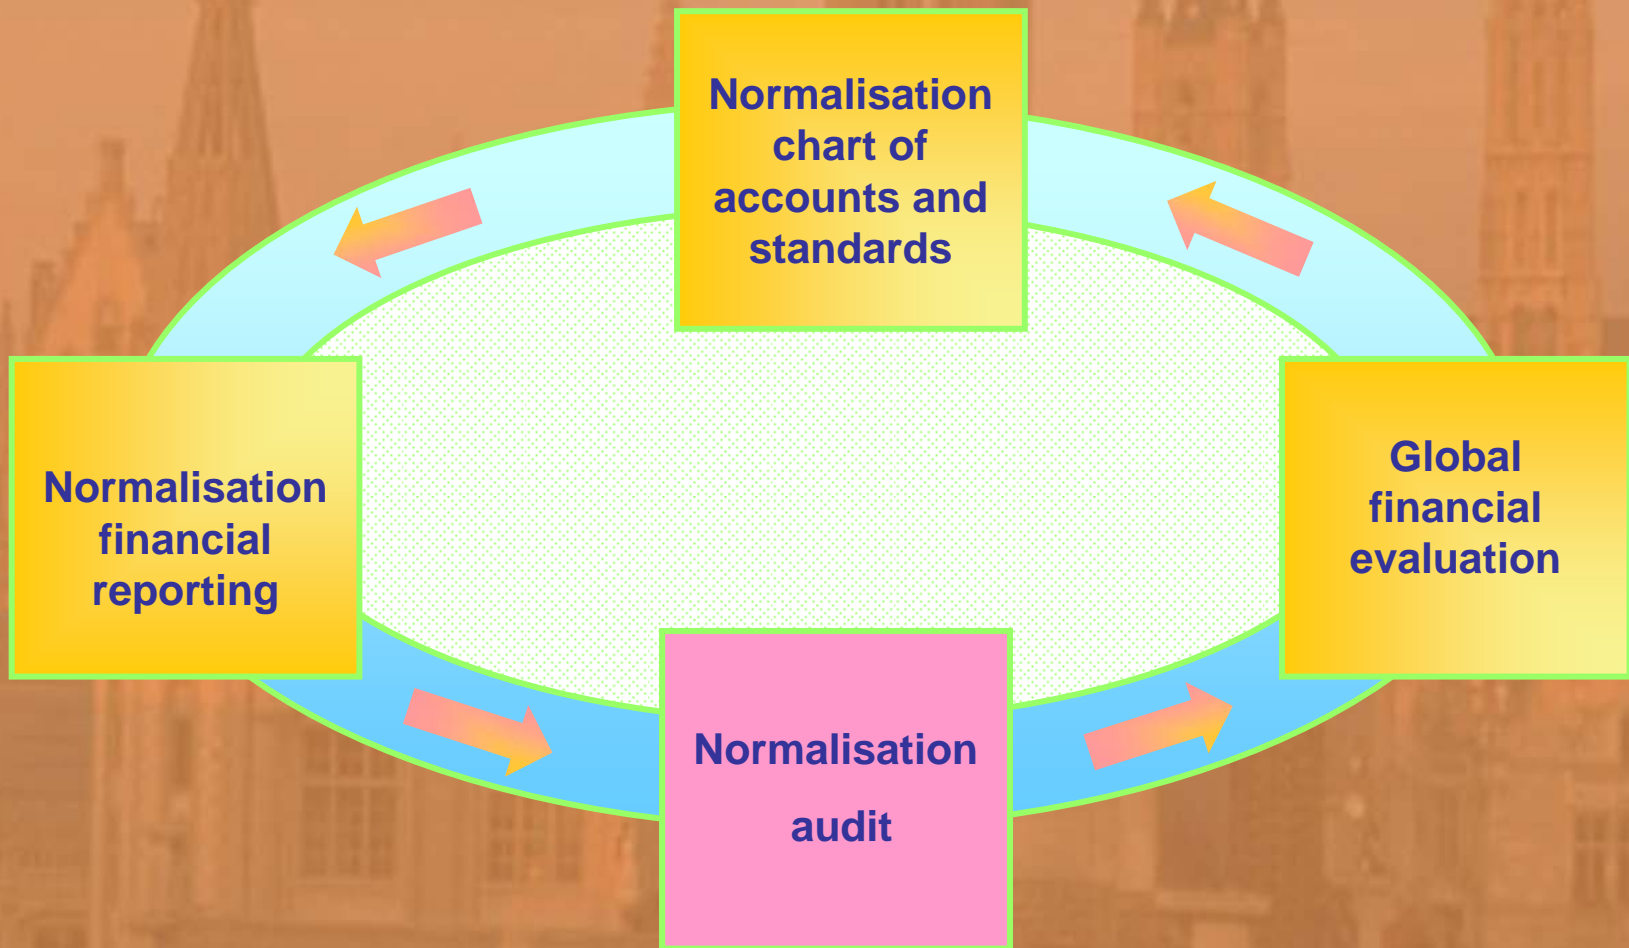 Normalisation
chart of
accounts and
standards
Normalisation
financial
reporting
Global
financial
evaluation
Normalisation
audit